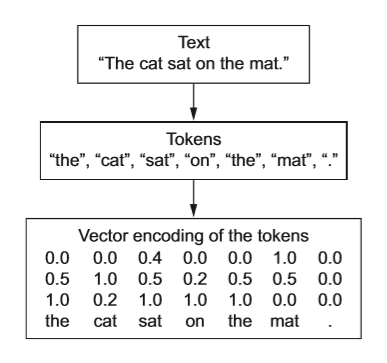 Text
“The cat sat on the mat.”
Tokens
“the”, “cat”, “sat”, “on”, “the”, “mat”, “.”
Vector encoding of the tokens
0.0 0.0 0.4 0.0 0.0 1.0 0.0
0.5 1.0 0.5 0.2 0.5 0.5 0.0
1.0 0.2 1.0 1.0 1.0 0.0 0.0
the cat sat on the mat .